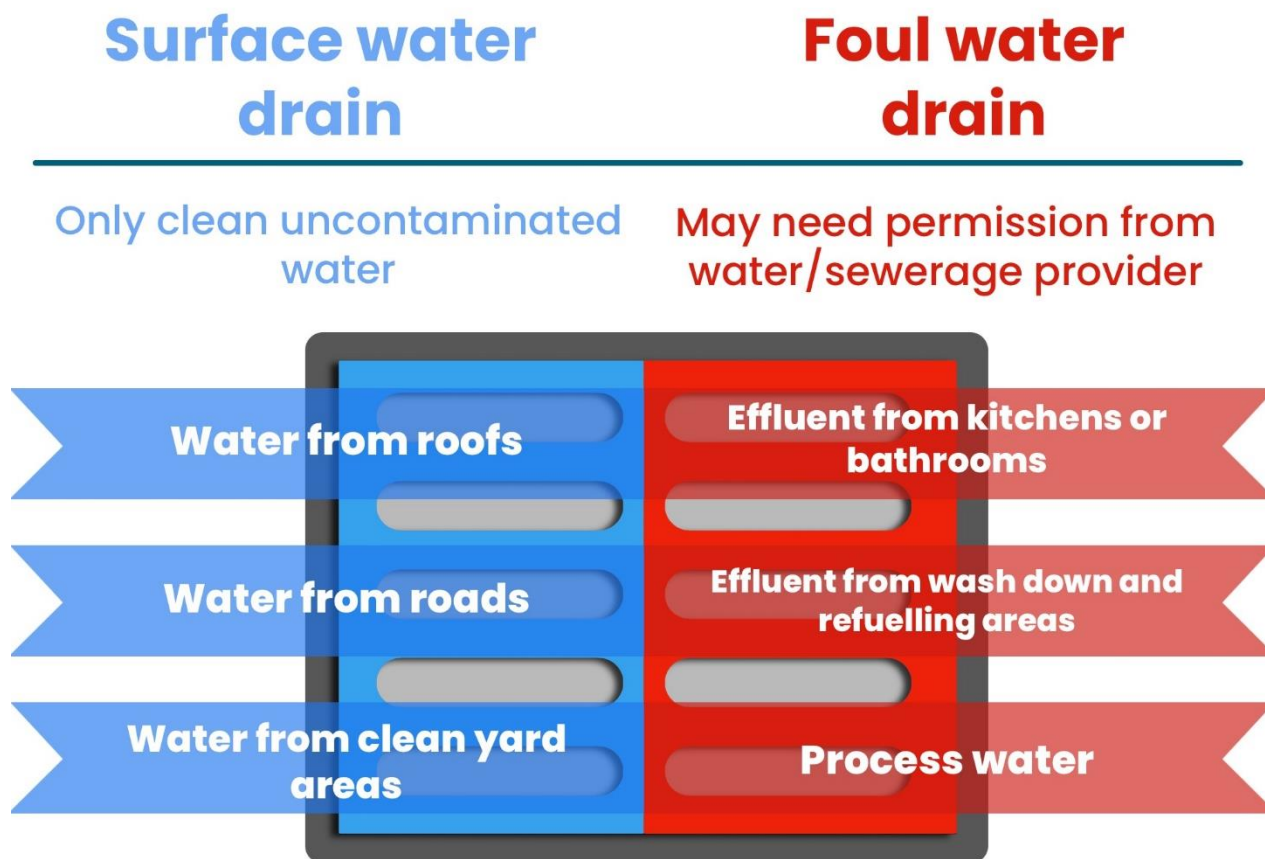 Surface water
drain
Foul water
drain
Only clean uncontaminated
water
May need permission from
water/sewerage provider
Water from roofs
Effluent from kitchens or
bathrooms
Water from roads
Effluent from wash down and
refuelling areas
Water from clean yard
areas
Process water